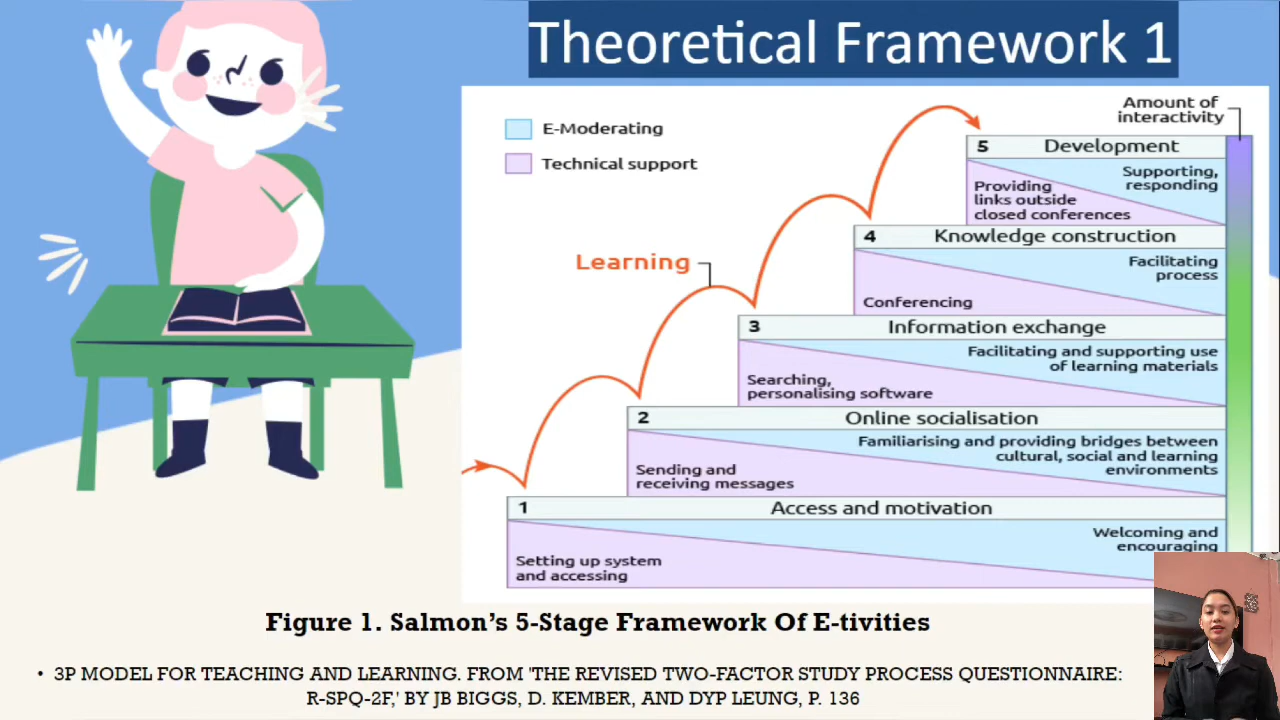 Theoretical Framework 1
E-Moderating
Technical support
Amount of
interactivity
Learning
5 Development
Supporting,
responding
Providing
links outside
closed conferences
4 Knowledge construction
Facilitating
process
Conferencing
3 Information exchange
Facilitating and supporting use
of learning materials
Searching,
personalising software
2 Online socialisation
Familiarising and providing bridges between
cultural, social and learning
environments
Sending and
receiving messages
1 Access and motivation
Welcoming and
encouraging
Setting up system
and accessing
Figure 1. Salmon’s 5-Stage Framework Of E-tivities
• 3P MODEL FOR TEACHING AND LEARNING. FROM 'THE REVISED TWO-FACTOR STUDY PROCESS QUESTIONNAIRE:
R-SPQ-2F,' BY JB BIGGS, D. KEMBER, AND DYP LEUNG, P. 136